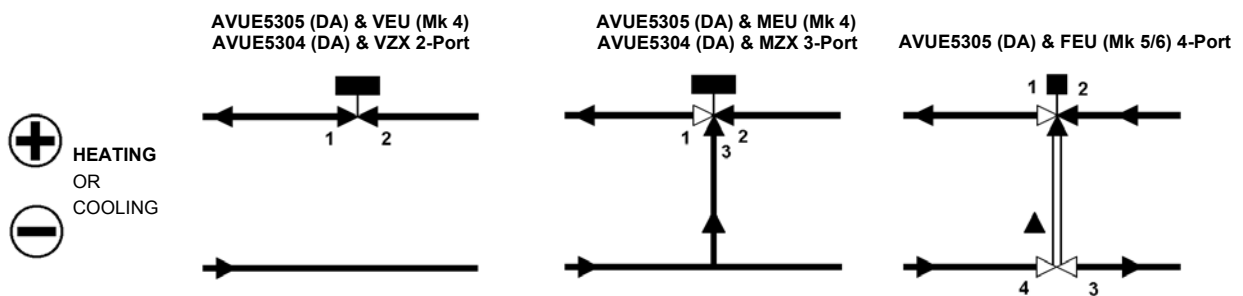 AVUE5305 (DA) & VEU (Mk 4)
AVUE5304 (DA) & VZX 2-Port
AVUE5305 (DA) & MEU (Mk 4)
AVUE5304 (DA) & MZX 3-Port
AVUE5305 (DA) & FEU (Mk 5/6) 4-Port
HEATING
OR
COOLING
1 2
1 2
3
1 2
4 3